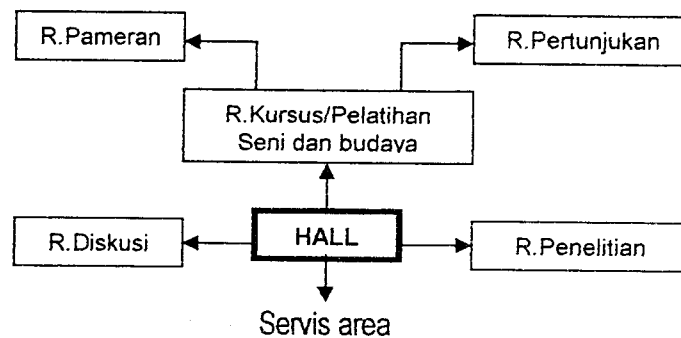 R.Pameran
R.Pertunjukan
R.Kursus/Pelatihan
Seni dan budaya
R.Diskusi
HALL
R.Penelitian
Servis area